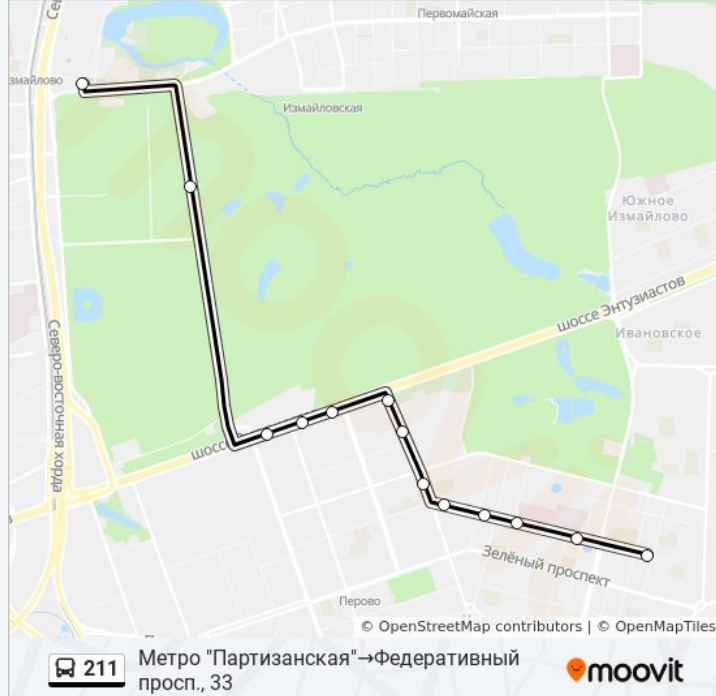 Первомайская
змайлово
Измайловская
Южное
Измайлово
шоссе Энтузиастов
Ивановское
Северо-восточная хорда
шоссе
Зелёный проспект
Перово
© OpenStreetMap contributors | © OpenMapTiles
211
Метро "Партизанская"→Федеративный
просп., 33
moovit